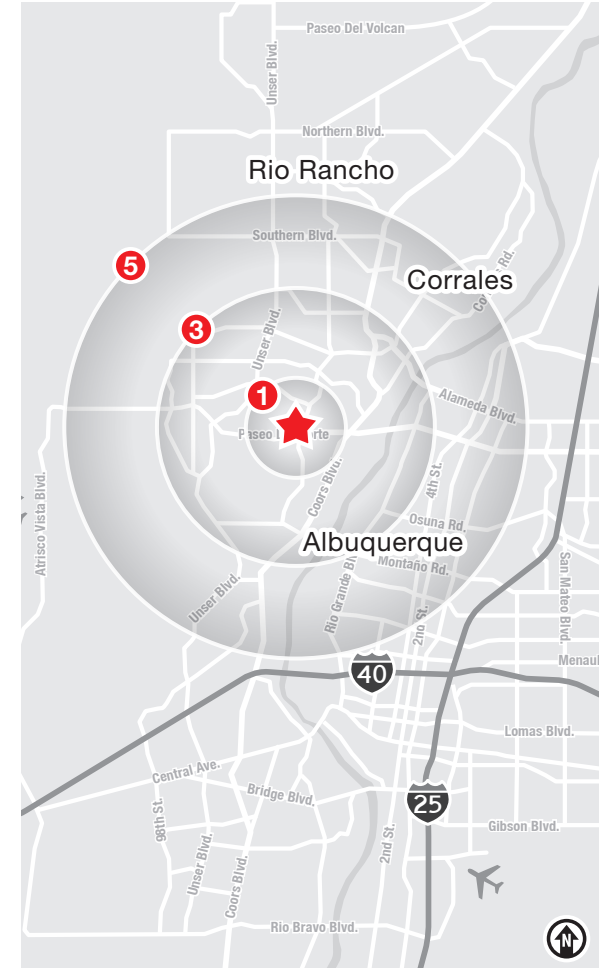 Paseo Del Volcan
Unser Blvd.
Northern Blvd.
Rio Rancho
Southern Blvd.
5
Corrales
3
Unser Blvd.
1
Alameda Blvd.
Paseo
Coors Blvd.
4th St.
Atrisco Vista Blvd.
Osuna Rd.
Albuquerque
Montaño Rd.
San Mateo Blvd.
Unser Blvd.
Rio Grande
2nd St.
Menaul
40
Lomas Blvd.
Central Ave.
Bridge Blvd.
25
98th St.
Gibson Blvd.
Unser Blvd.
Coors Blvd.
2nd St.
Rio Bravo Blvd.
N